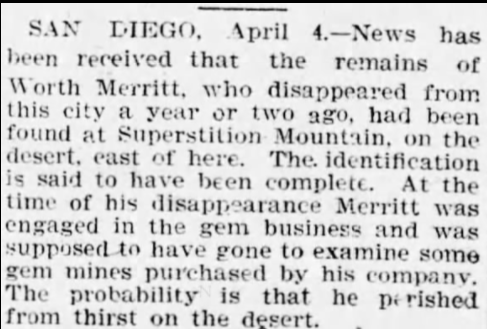 SAN DIEGO, April 4.—News has
been received that the remains of
Worth Merritt, who disappeared from
this city a year or two ago, had been
found at Superstition Mountain, on the
desert, east of here. The identification
is said to have been complete. At the
time of his disappearance Merritt was
engaged in the gem business and was
supposed to have gone to examine some
gem mines purchased by his company.
The probability is that he perished
from thirst on the desert.